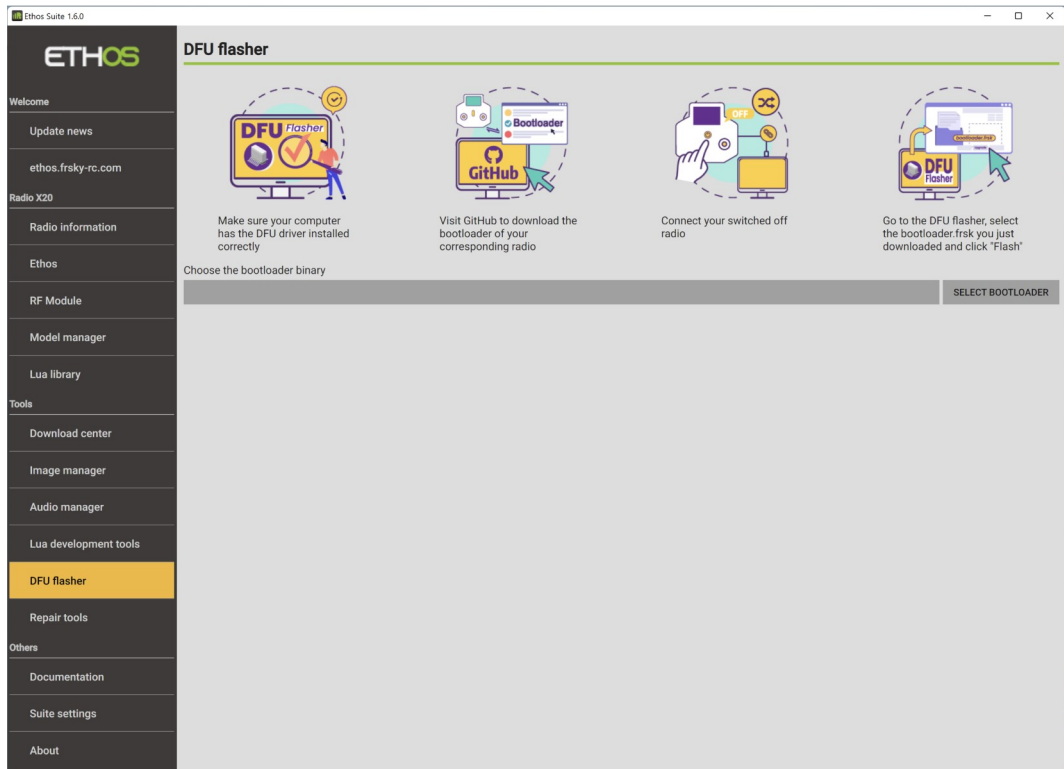 Ethos Suite 1.6.0
ETHOS
Welcome
Update news
ethos.frsky-rc.com
Radio X20
Radio information
Ethos
RF Module
Model manager
Lua library
Tools
Download center
Image manager
Audio manager
Lua development tools
DFU flasher
Repair tools
Others
Documentation
Suite settings
About
DFU flasher
DFU Flasher
Make sure your computer
has the DFU driver installed
correctly
Bootloader
GitHub
Visit GitHub to download the
bootloader of your
corresponding radio
OFF
Connect your switched off
radio
bootloader.frsk
DFU
Flasher
Go to the DFU flasher, select
the bootloader.frsk you just
downloaded and click "Flash"
Choose the bootloader binary
SELECT BOOTLOADER